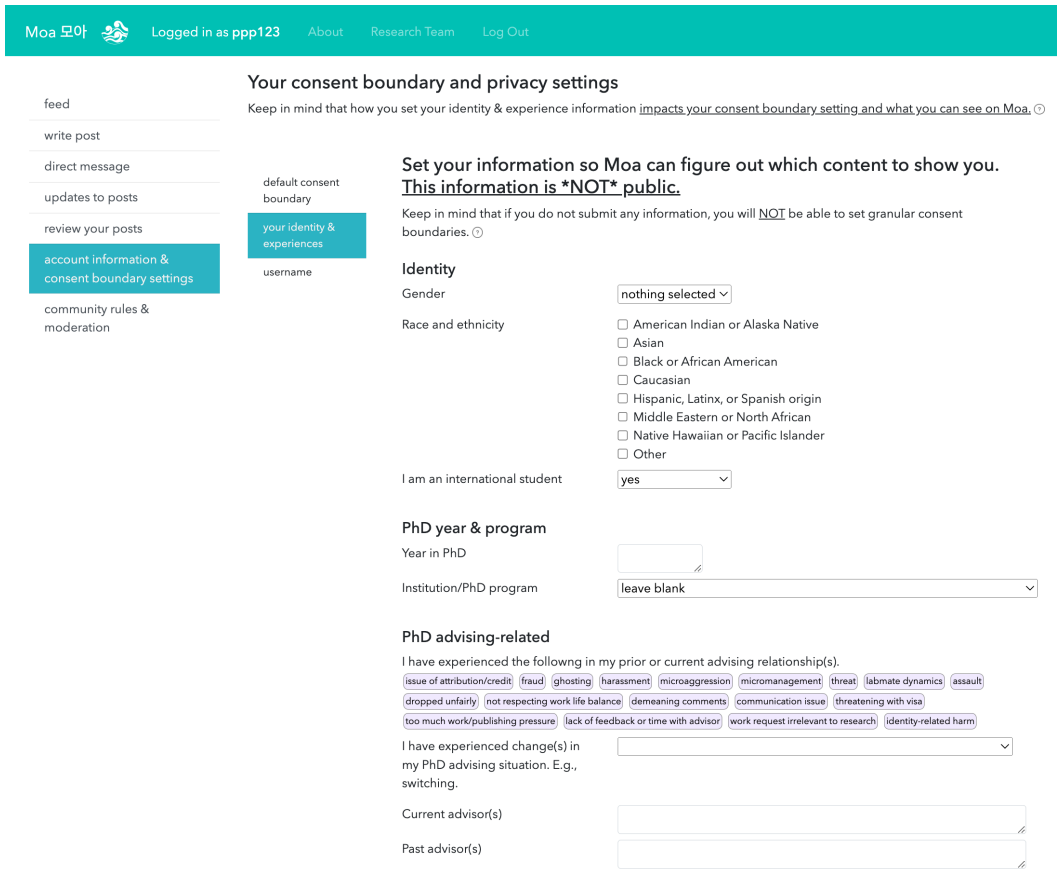 Moa 모아 Logged in as ppp123 About Research Team Log Out
feed
write post
direct message
updates to posts
review your posts
account information &
consent boundary settings
community rules &
moderation
Your consent boundary and privacy settings
Keep in mind that how you set your identity & experience information impacts your consent boundary setting and what you can see on Moa. ?
default consent
boundary
your identity &
experiences
username
Set your information so Moa can figure out which content to show you.
This information is *NOT* public.
Keep in mind that if you do not submit any information, you will NOT be able to set granular consent
boundaries. ?
Identity
Gender nothing selected
Race and ethnicity
American Indian or Alaska Native
Asian
Black or African American
Caucasian
Hispanic, Latinx, or Spanish origin
Middle Eastern or North African
Native Hawaiian or Pacific Islander
Other
I am an international student yes
PhD year & program
Year in PhD
Institution/PhD program leave blank
PhD advising-related
I have experienced the followng in my prior or current advising relationship(s).
issue of attribution/credit fraud ghosting harassment microaggression micromanagement threat labmate dynamics assault
dropped unfairly not respecting work life balance demeaning comments communication issue threatening with visa
too much work/publishing pressure lack of feedback or time with advisor work request irrelevant to research identity-related harm
I have experienced change(s) in
my PhD advising situation. E.g.,
switching.
Current advisor(s)
Past advisor(s)